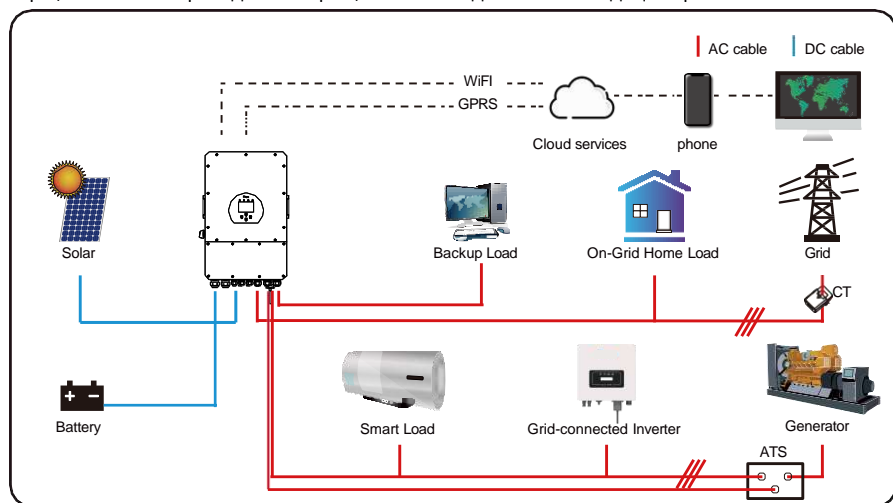 AC cable
DC cable
WiFI
GPRS
Cloud services
phone
Solar
Backup Load
On-Grid Home Load
Grid
CT
Battery
Smart Load
Grid-connected Inverter
Generator
ATS